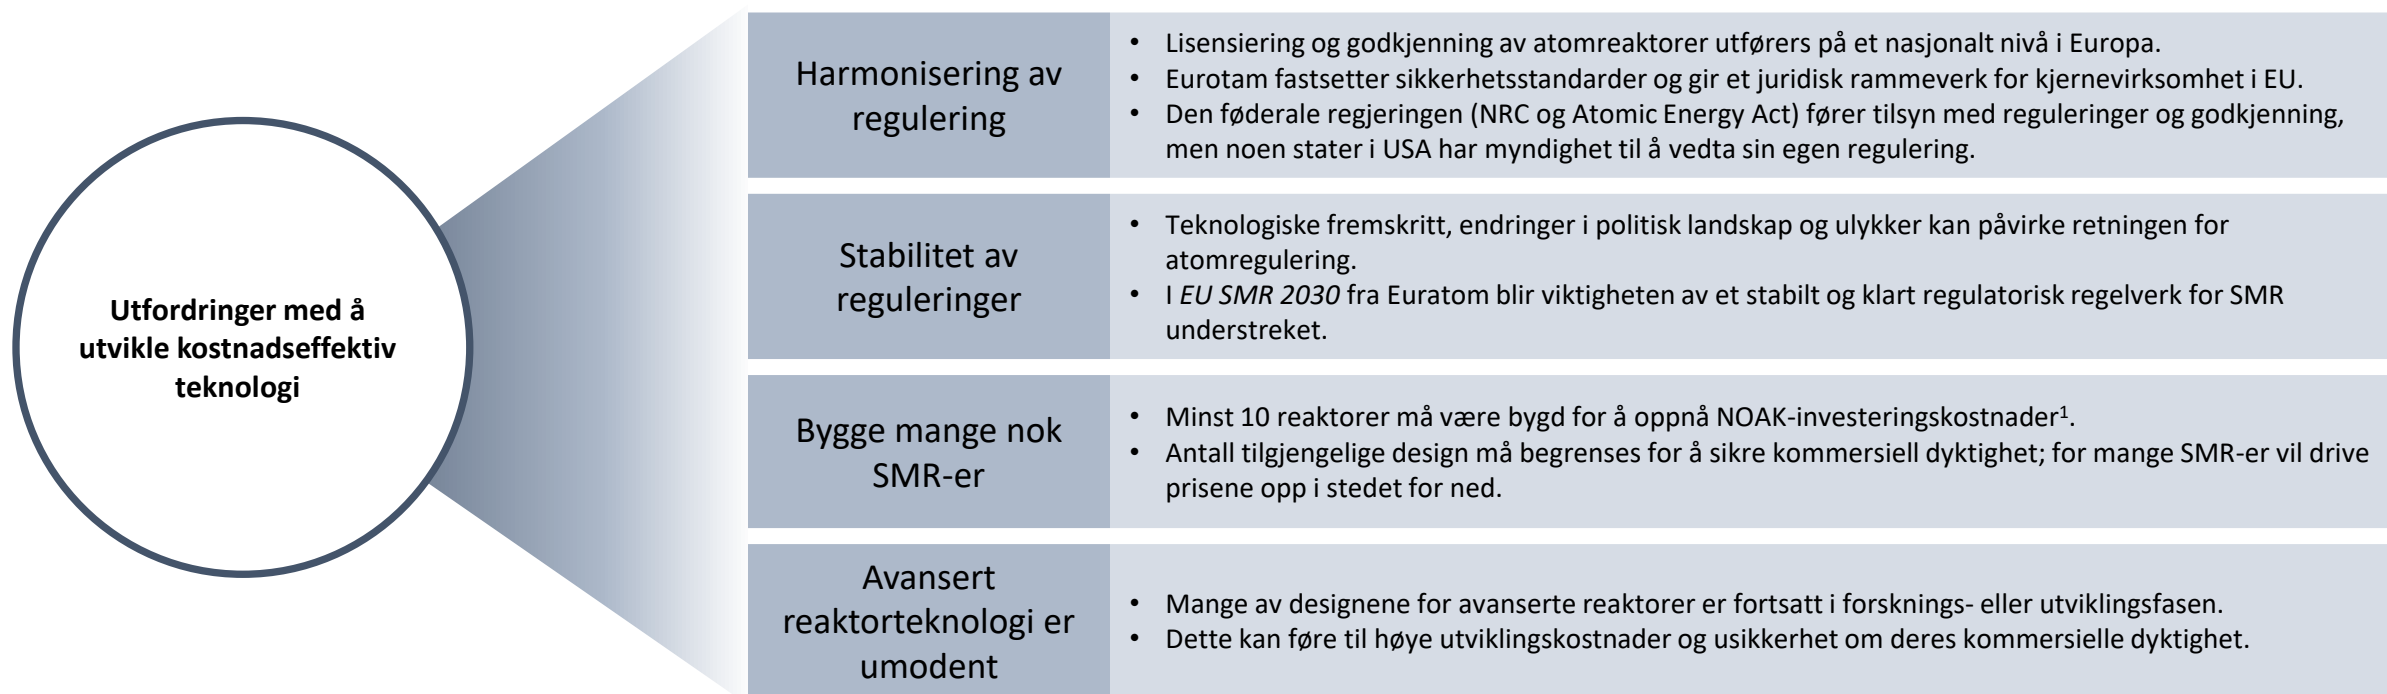 Utfordringer med å
utvikle kostnadseffektiv
teknologi
Harmonisering av
regulering
• Lisensiering og godkjenning av atomreaktorer utførers på et nasjonalt nivå i Europa.
• Eurotam fastsetter sikkerhetsstandarder og gir et juridisk rammeverk for kjernevirksomhet i EU.
• Den føderale regjeringen (NRC og Atomic Energy Act) fører tilsyn med reguleringer og godkjenning,
men noen stater i USA har myndighet til å vedta sin egen regulering.
Stabilitet av
reguleringer
• Teknologiske fremskritt, endringer i politisk landskap og ulykker kan påvirke retningen for
atomregulering.
• I EU SMR 2030 fra Euratom blir viktigheten av et stabilt og klart regulatorisk regelverk for SMR
understreket.
Bygge mange nok
SMR-er
• Minst 10 reaktorer må være bygd for å oppnå NOAK-investeringskostnader¹.
• Antall tilgjengelige design må begrenses for å sikre kommersiell dyktighet; for mange SMR-er vil drive
prisene opp i stedet for ned.
Avansert
reaktorteknologi er
umodent
• Mange av designene for avanserte reaktorer er fortsatt i forsknings- eller utviklingsfasen.
• Dette kan føre til høye utviklingskostnader og usikkerhet om deres kommersielle dyktighet.